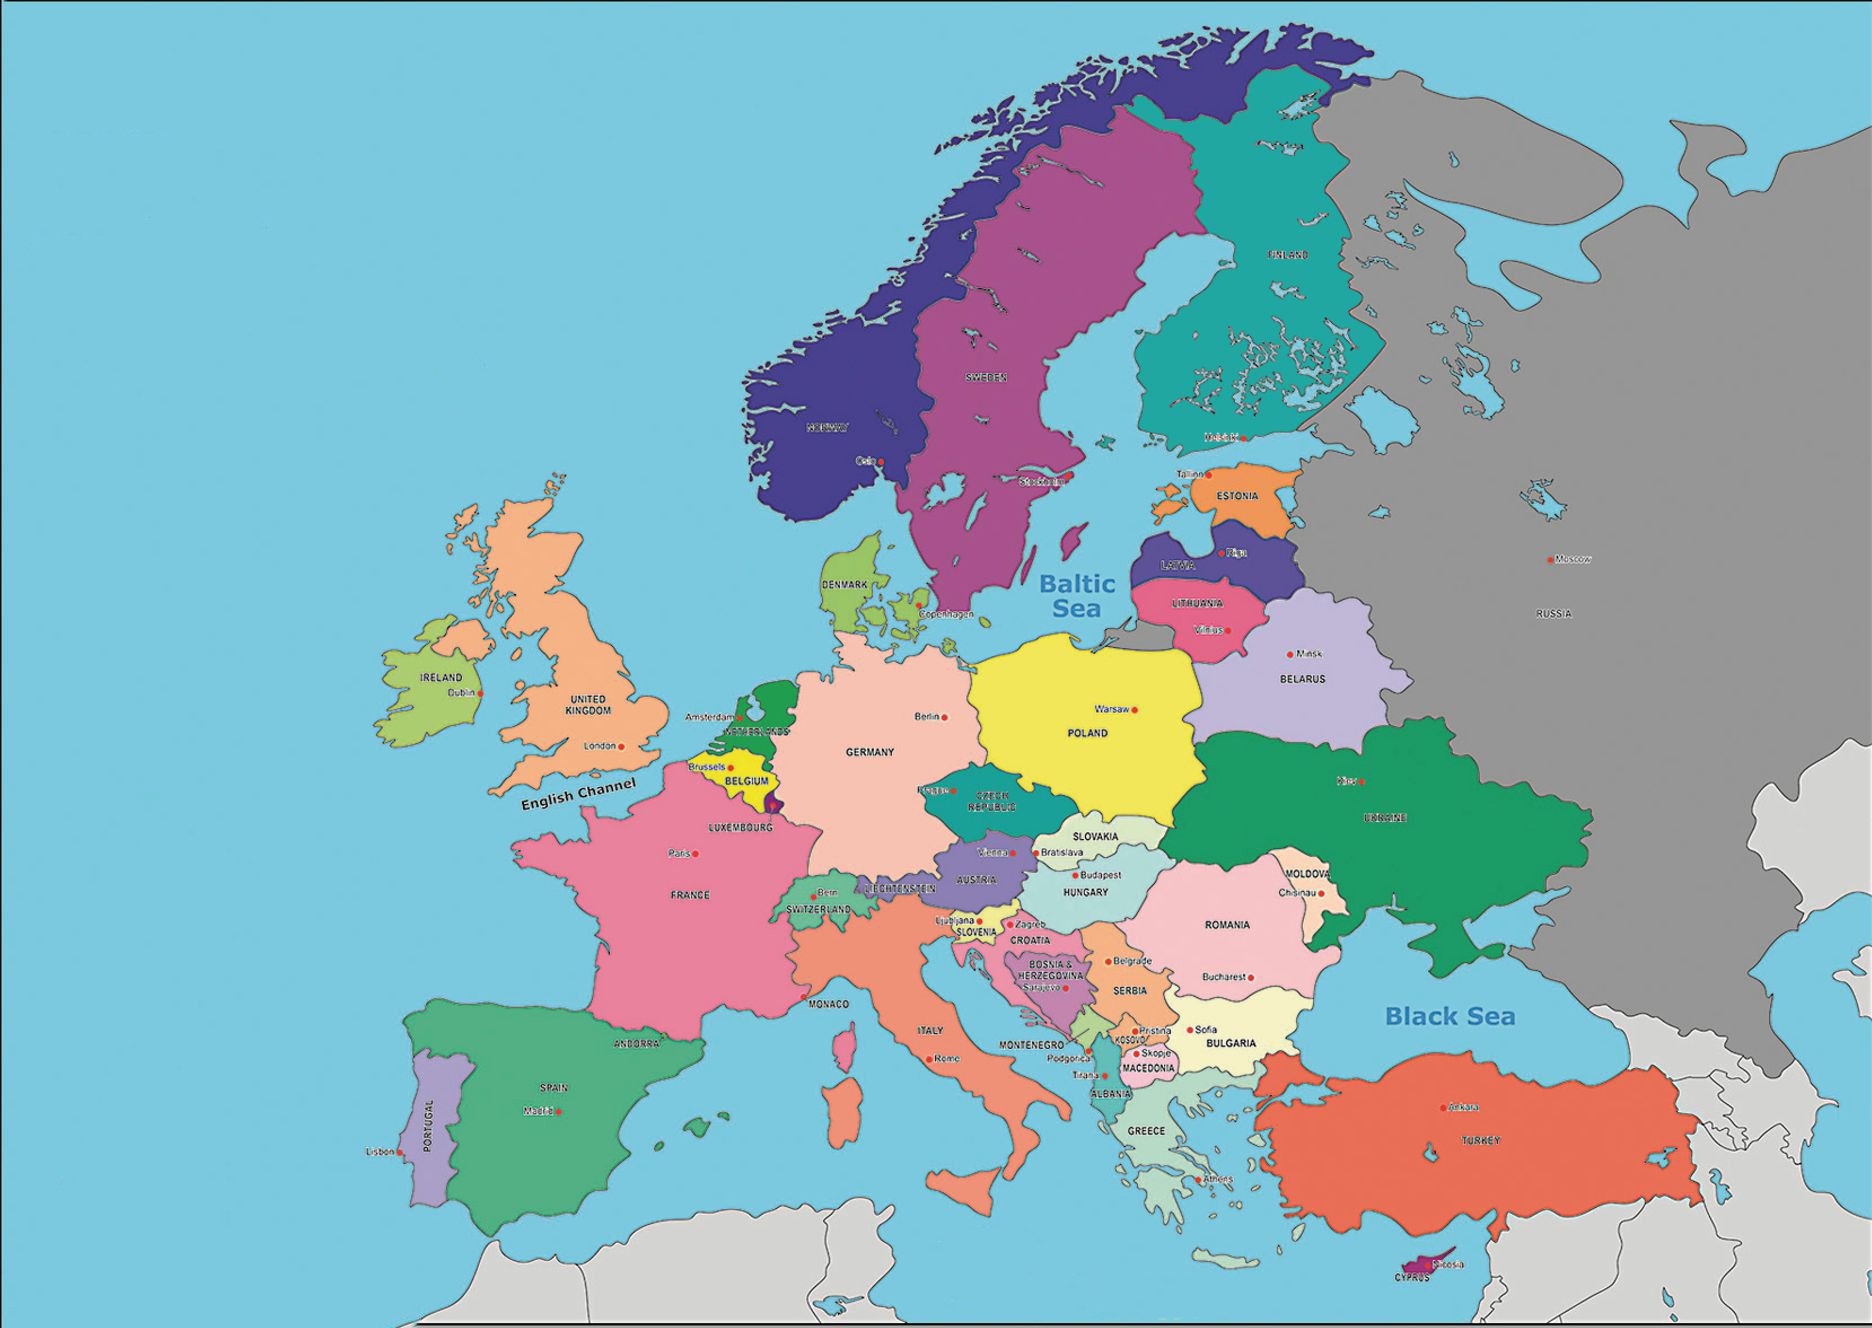 FINLAND
SWEDEN
NORWAY
Helsinki
Oslo
Tallinn
Stockholm
ESTONIA
Riga
Moscow
LATVIA
Baltic
Sea
DENMARK
LITHUANIA
Copenhagen
RUSSIA
Vilnius
Minsk
IRELAND
BELARUS
Dublin
UNITED
KINGDOM
Warsaw
Amsterdam
Berlin
NETHERLANDS
POLAND
London
GERMANY
Brussels
BELGIUM
Kiev
English Channel
Prague
CZECH
REPUBLIC
UKRAINE
LUXEMBOURG
SLOVAKIA
Paris
Vienna
Bratislava
MOLDOVA
Budapest
AUSTRIA
LIECHTENSTEIN
Bern
HUNGARY
Chisinau
FRANCE
SWITZERLAND
Ljubljana
Zagreb
ROMANIA
SLOVENIA
CROATIA
Belgrade
BOSNIA &
HERZEGOVINA
Bucharest
Sarajevo
SERBIA
MONACO
Black Sea
ITALY
Pristina
Sofia
ANDORRA
MONTENEGRO
KOSOVO
BULGARIA
Skopje
Podgorica
Rome
MACEDONIA
Tirana
SPAIN
ALBANIA
Madrid
Ankara
PORTUGAL
GREECE
TURKEY
Lisbon
Athens
Nicosia
CYPRUS